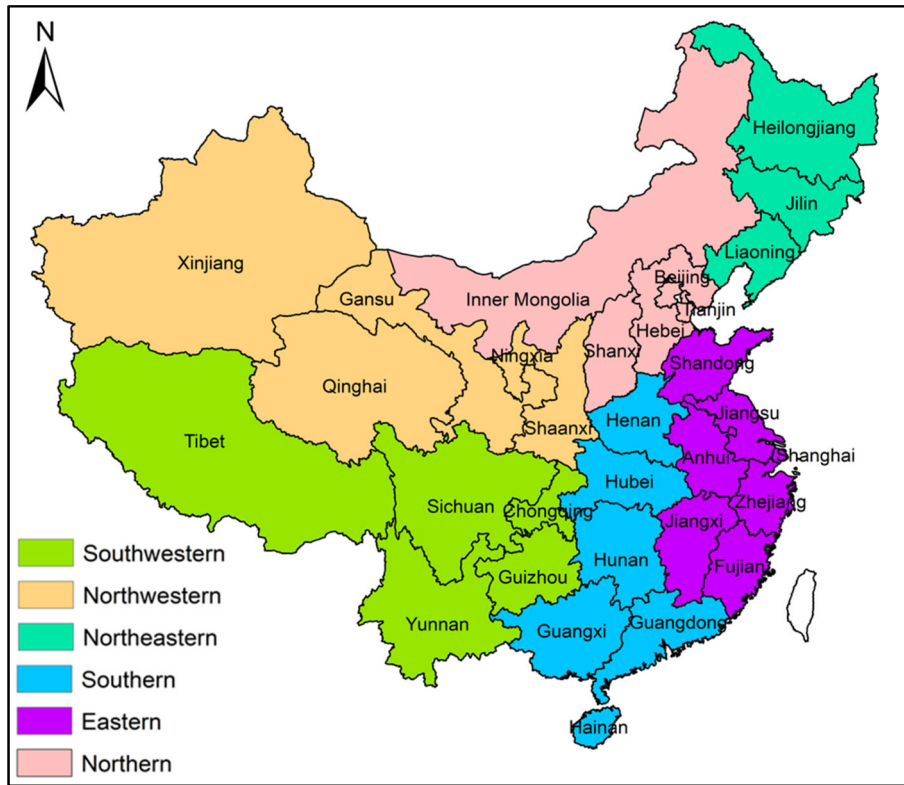 N
Heilongjiang
Jilin
Liaoning
Xinjiang
Gansu
Inner Mongolia
Beijing
Tianjin
Hebei
Shanxi
Ningxia
Shandong
Qinghai
Shaanxi
Henan
Jiangsu
Tibet
Anhui
Shanghai
Hubei
Sichuan
Chongqing
Zhejiang
Jiangxi
Hunan
Fujian
Guizhou
Yunnan
Guangxi
Guangdong
Hainan
Southwestern
Northwestern
Northeastern
Southern
Eastern
Northern